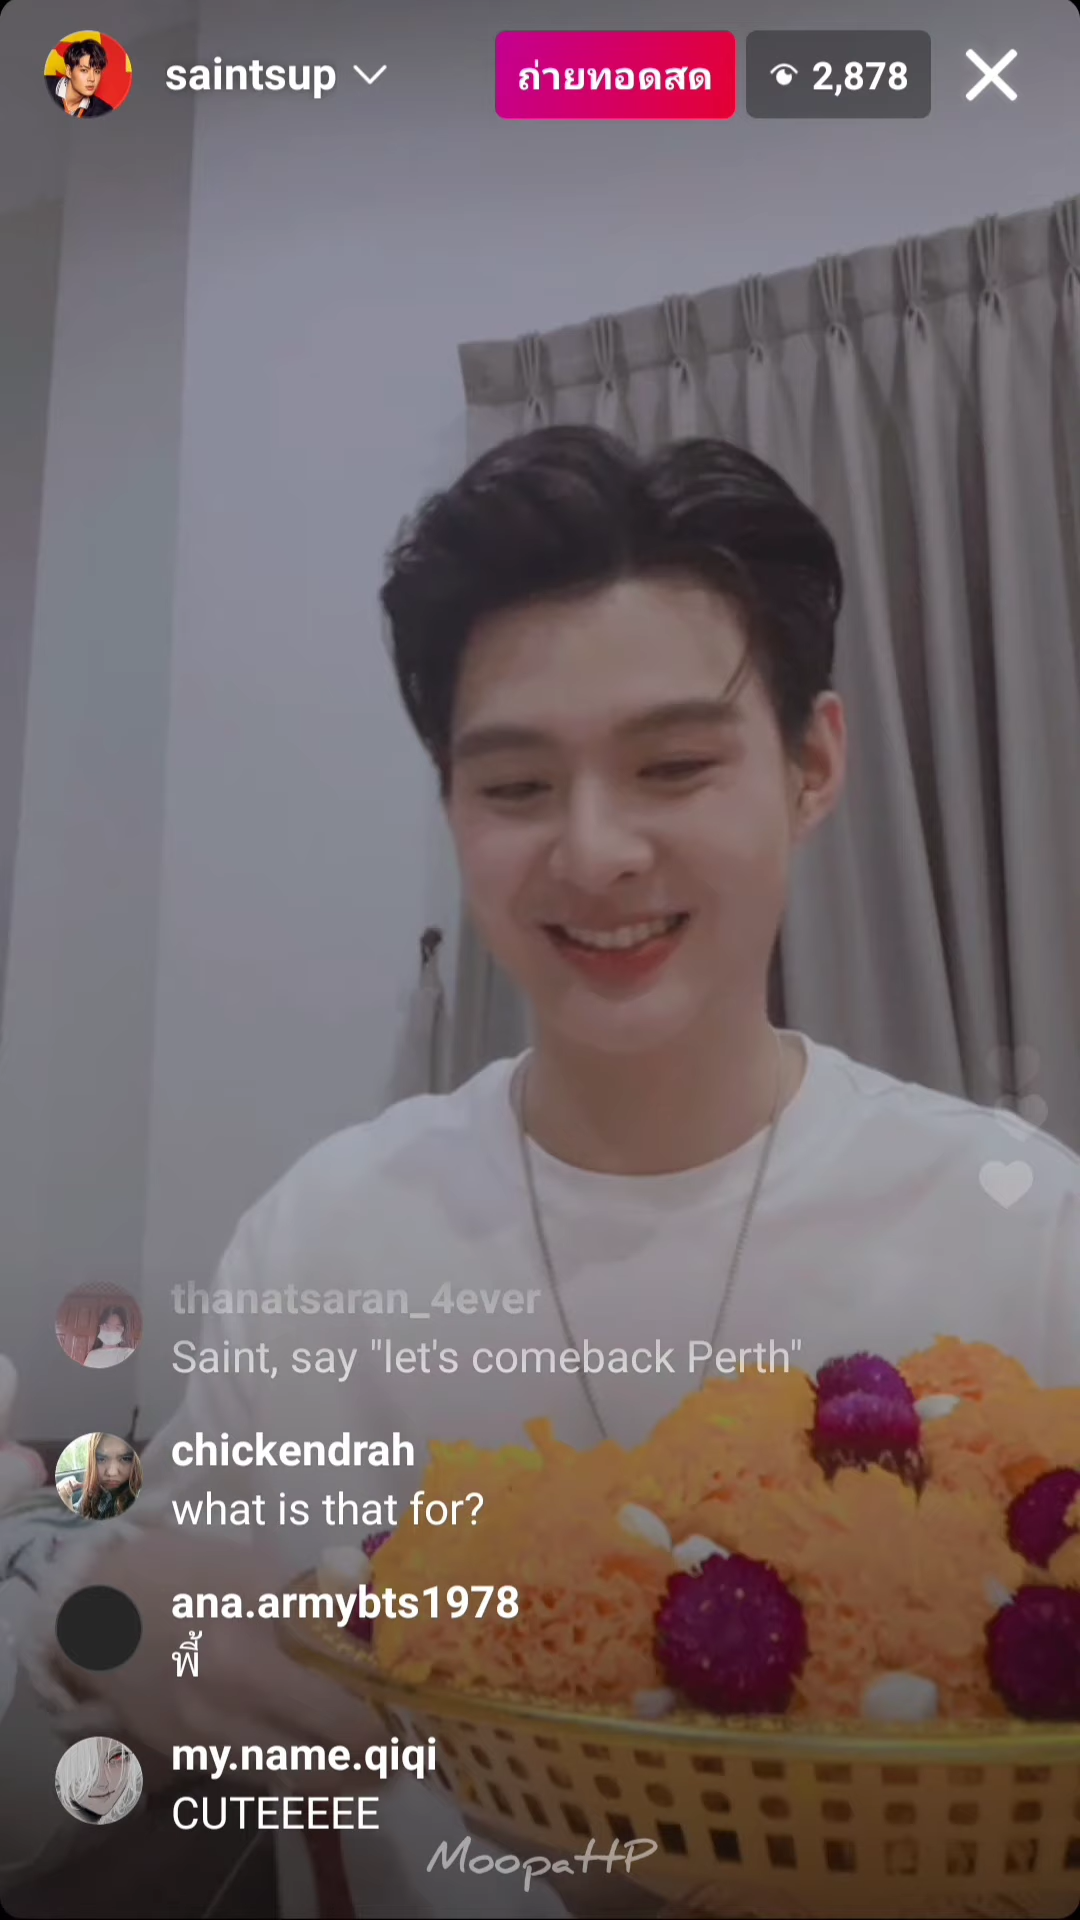 saintsup
ถ่ายทอดสด
2,878
thanatsaran_4ever
Saint, say "let's comeback Perth"
chickendrah
what is that for?
ana.armybts1978
พี้
my.name.qiqi
CUTEEEEE
MoopaHP